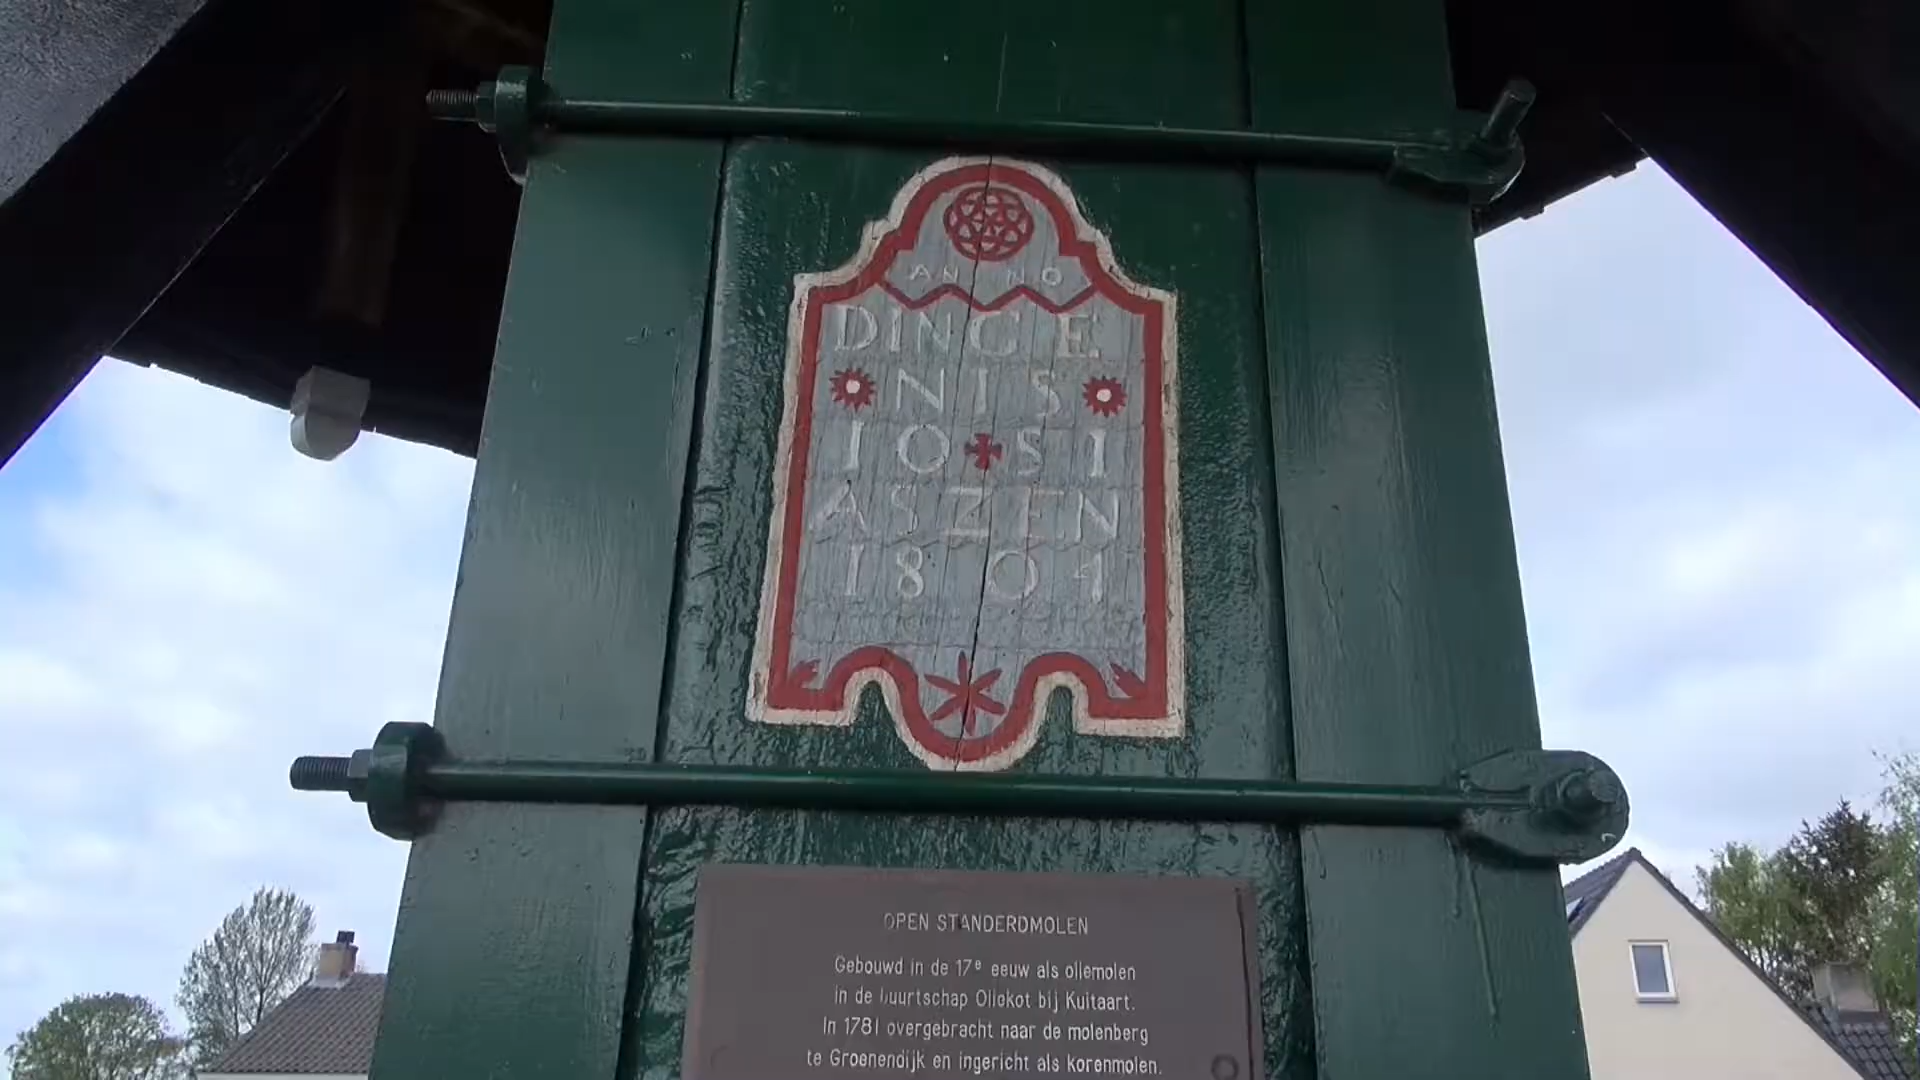 ANNO
DINGE
NIS
IO SI
ASZEN
1801
OPEN STANDERDMOLEN
Gebouwd in de 17e eeuw als oliemolen
in de buurtschap Oliekot bij Kuitaart.
In 1781 overgebracht naar de molenberg
te Groenendijk en ingericht als korenmolen.